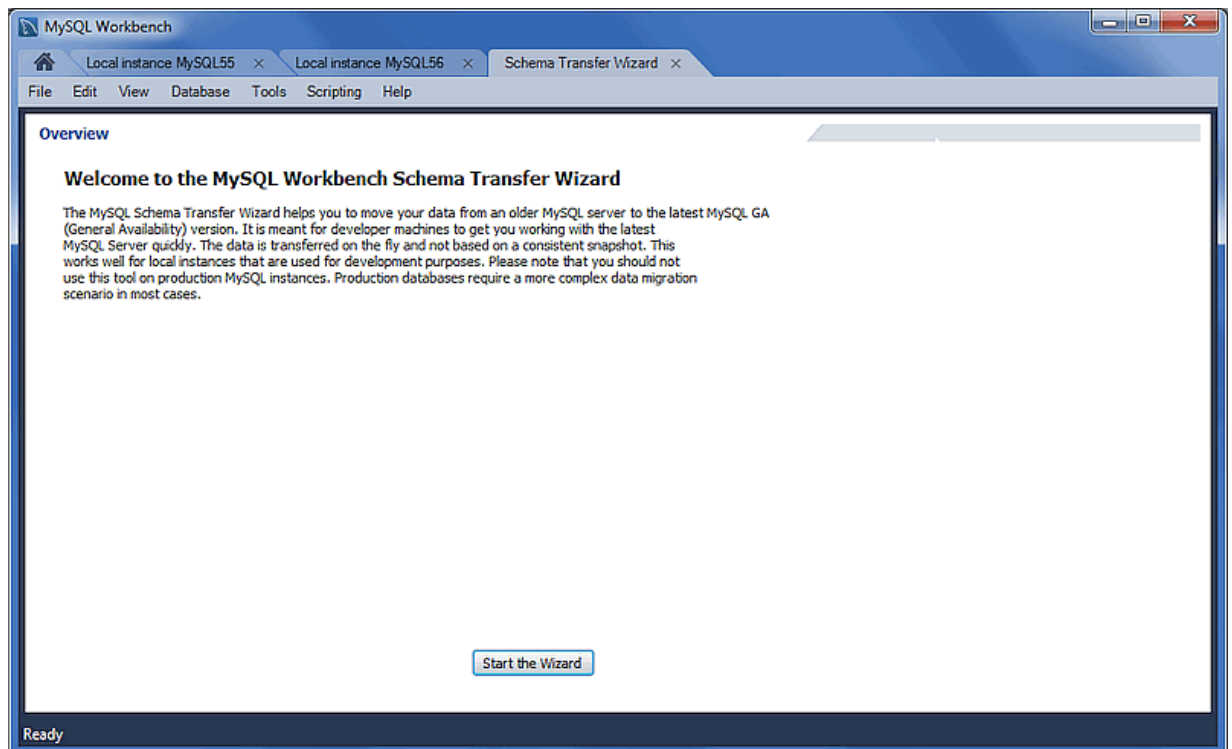 MySQL Workbench
Local instance MySQL55
Local instance MySQL56
Schema Transfer Wizard
File Edit View Database Tools Scripting Help
Overview
Welcome to the MySQL Workbench Schema Transfer Wizard
The MySQL Schema Transfer Wizard helps you to move your data from an older MySQL server to the latest MySQL GA
(General Availability) version. It is meant for developer machines to get you working with the latest
MySQL Server quickly. The data is transferred on the fly and not based on a consistent snapshot. This
works well for local instances that are used for development purposes. Please note that you should not
use this tool on production MySQL instances. Production databases require a more complex data migration
scenario in most cases.
Start the Wizard
Ready